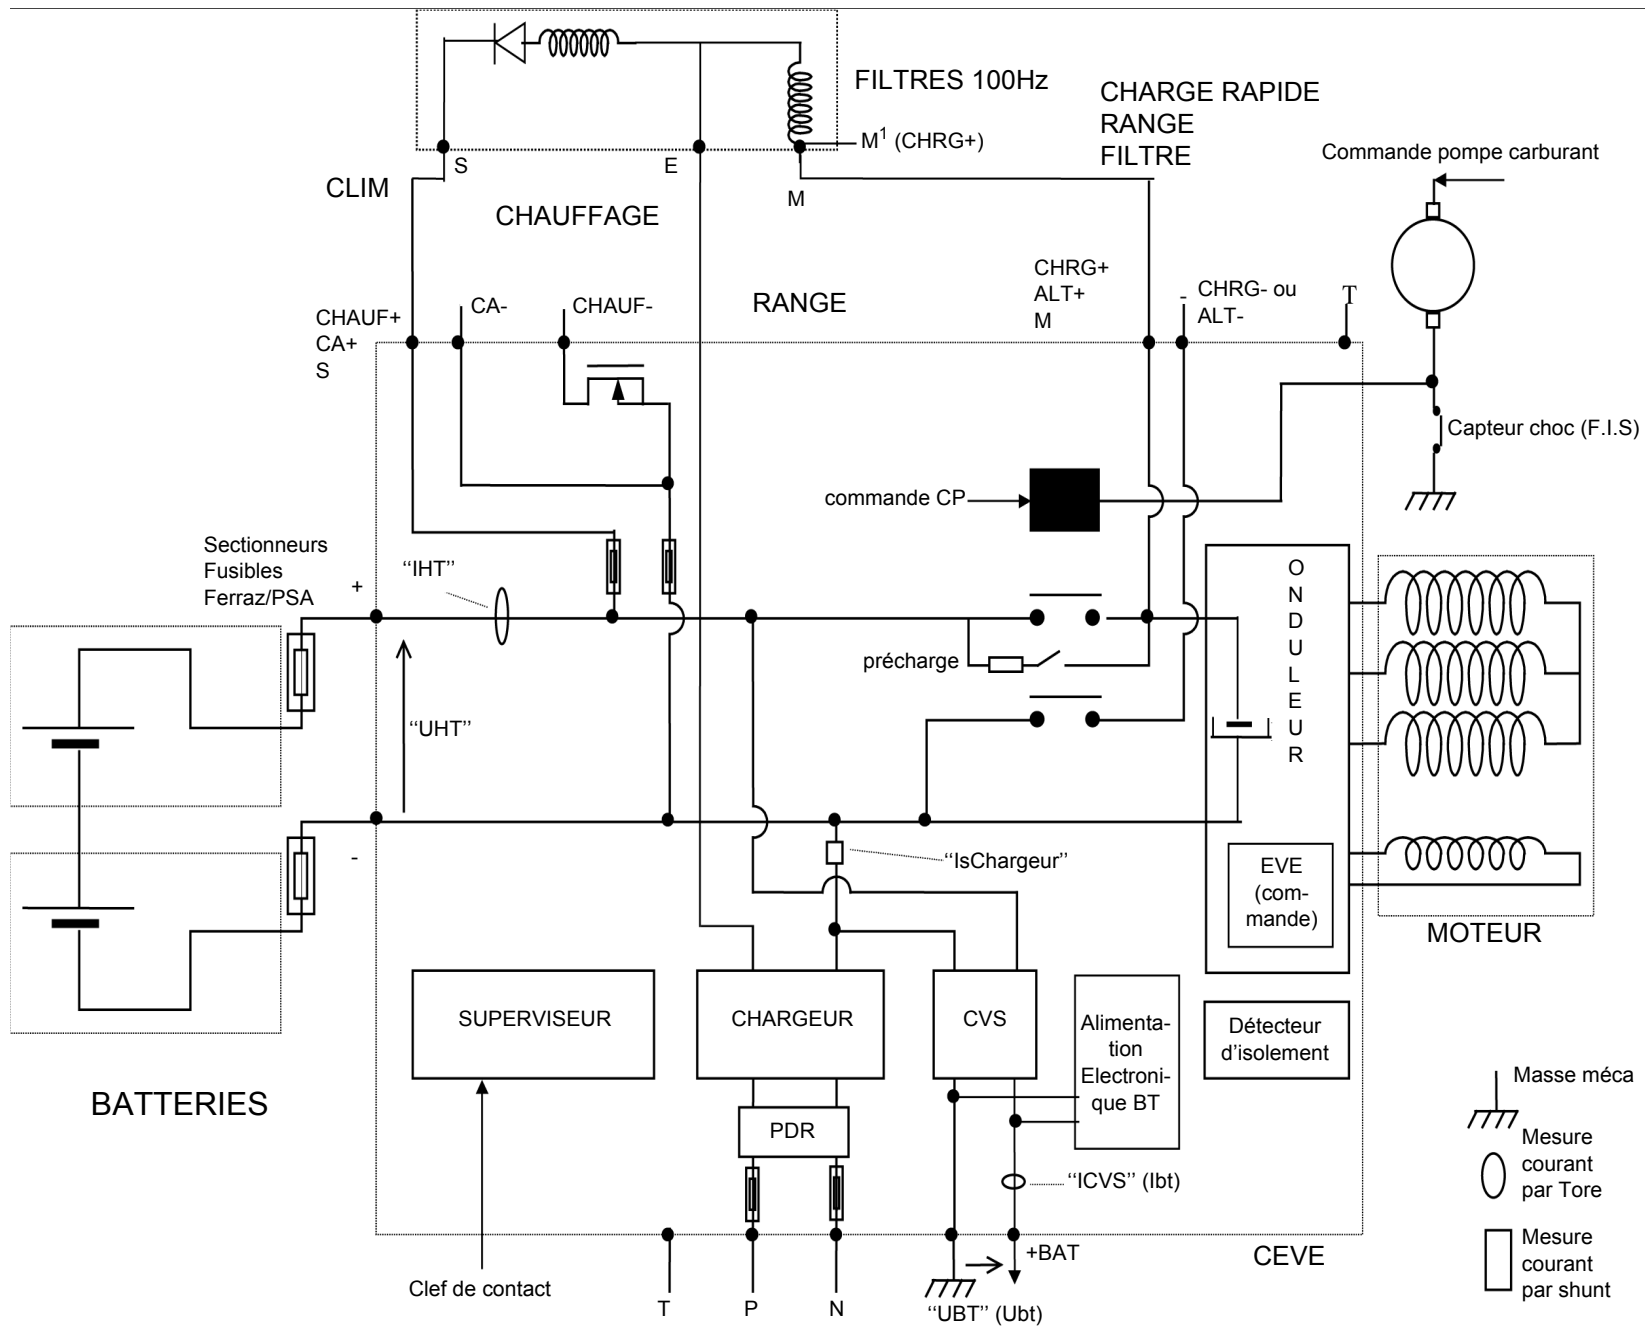 FILTRES 100Hz
M¹ (CHRG+)
S
E
M
CLIM
CHAUFFAGE
CHARGE RAPIDE
RANGE
FILTRE
Commande pompe carburant
CHAUF+
CA+
S
CA-
CHAUF-
RANGE
CHRG+
ALT+
M
-
CHRG- ou
ALT-
T
Capteur choc (F.I.S)
commande CP
Sectionneurs
Fusibles
Ferraz/PSA
+
“IHT”
précharge
“UHT”
-
“IsChargeur”
ONDULEUR
EVE
(com-
mande)
MOTEUR
BATTERIES
SUPERVISEUR
CHARGEUR
CVS
Alimenta-
tion
Electroni-
que BT
Détecteur
d’isolement
PDR
“ICVS” (Ibt)
Masse méca
Mesure
courant
par Tore
Mesure
courant
par shunt
CEVE
+BAT
Clef de contact
T
P
N
“UBT” (Ubt)